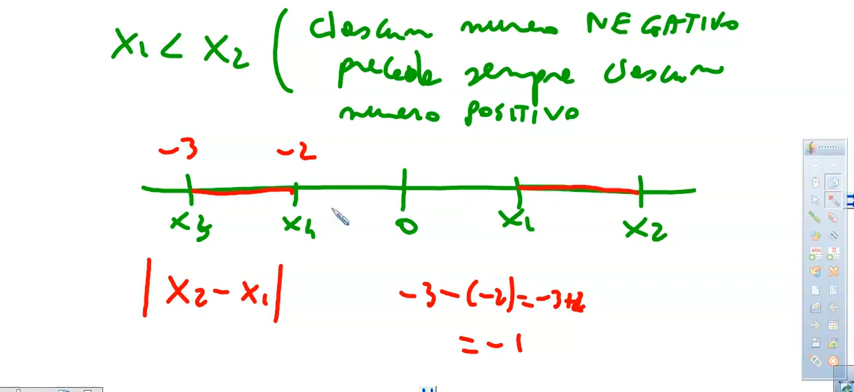 x₁ < x₂ ( ciascun numero NEGATIVO
precede sempre ciascun
numero POSITIVO
-3 -2
x₃ x₄ 0 x₁ x₂
|x₂ - x₁| -3 - (-2) = -3+2
= -1